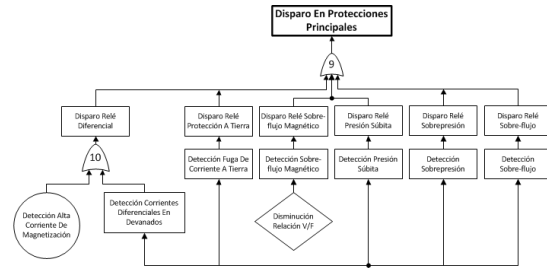 Disparo En Protecciones
Principales
9
Disparo Relé
Diferencial
Disparo Relé
Protección A Tierra
Disparo Relé Sobre-
flujo Magnético
Disparo Relé
Presión Súbita
Disparo Relé
Sobrepresión
Disparo Relé
Sobre-flujo
10
Detección Fuga De
Corriente A Tierra
Detección Sobre-
flujo Magnético
Detección Presión
Súbita
Detección
Sobrepresión
Detección
Sobre-flujo
Detección Alta
Corriente De
Magnetización
Detección Corrientes
Diferenciales En
Devanados
Disminución
Relación V/F